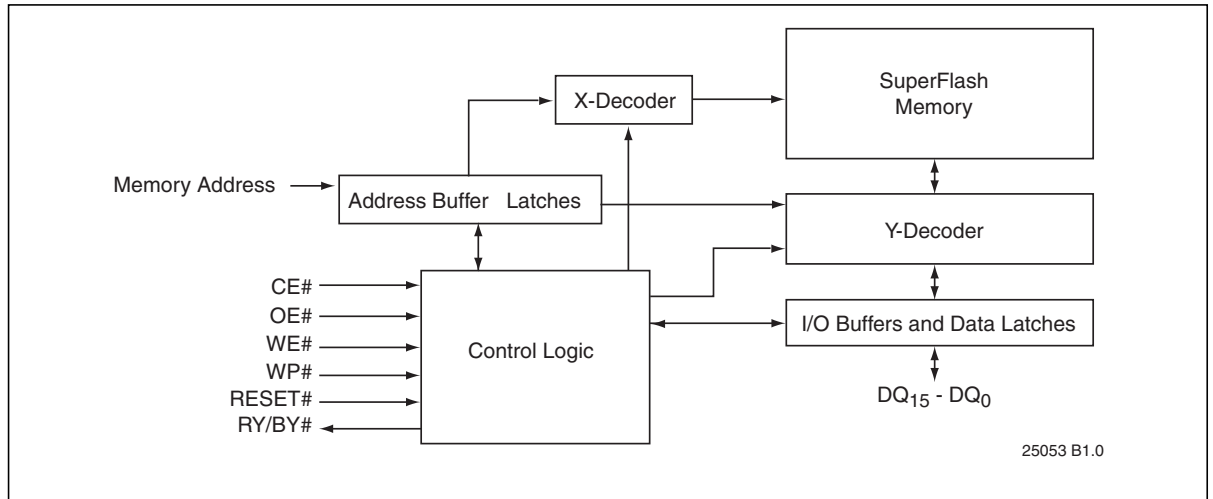 SuperFlash
Memory
X-Decoder
Memory Address
Address Buffer Latches
Y-Decoder
CE#
OE#
WE#
WP#
RESET#
RY/BY#
Control Logic
I/O Buffers and Data Latches
DQ15 - DQ0
25053 B1.0